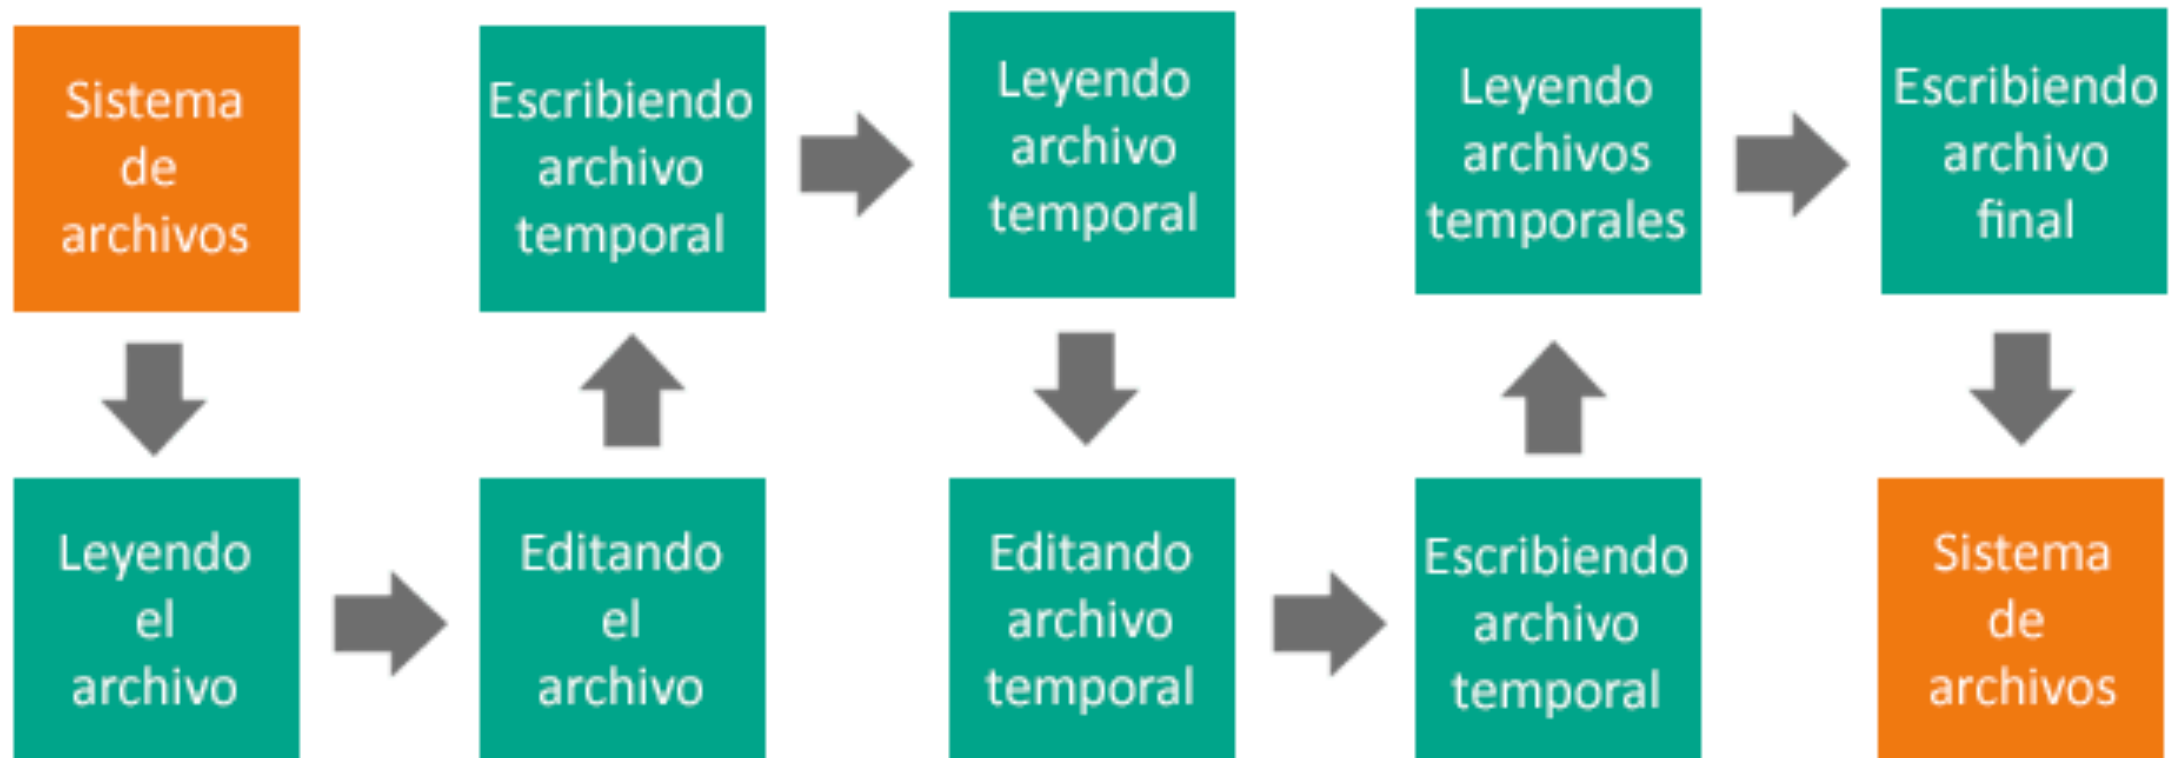 Sistema
de
archivos
Leyendo
el
archivo
Editando
el
archivo
Escribiendo
archivo
temporal
Leyendo
archivo
temporal
Editando
archivo
temporal
Escribiendo
archivo
temporal
Leyendo
archivos
temporales
Escribiendo
archivo
final
Sistema
de
archivos